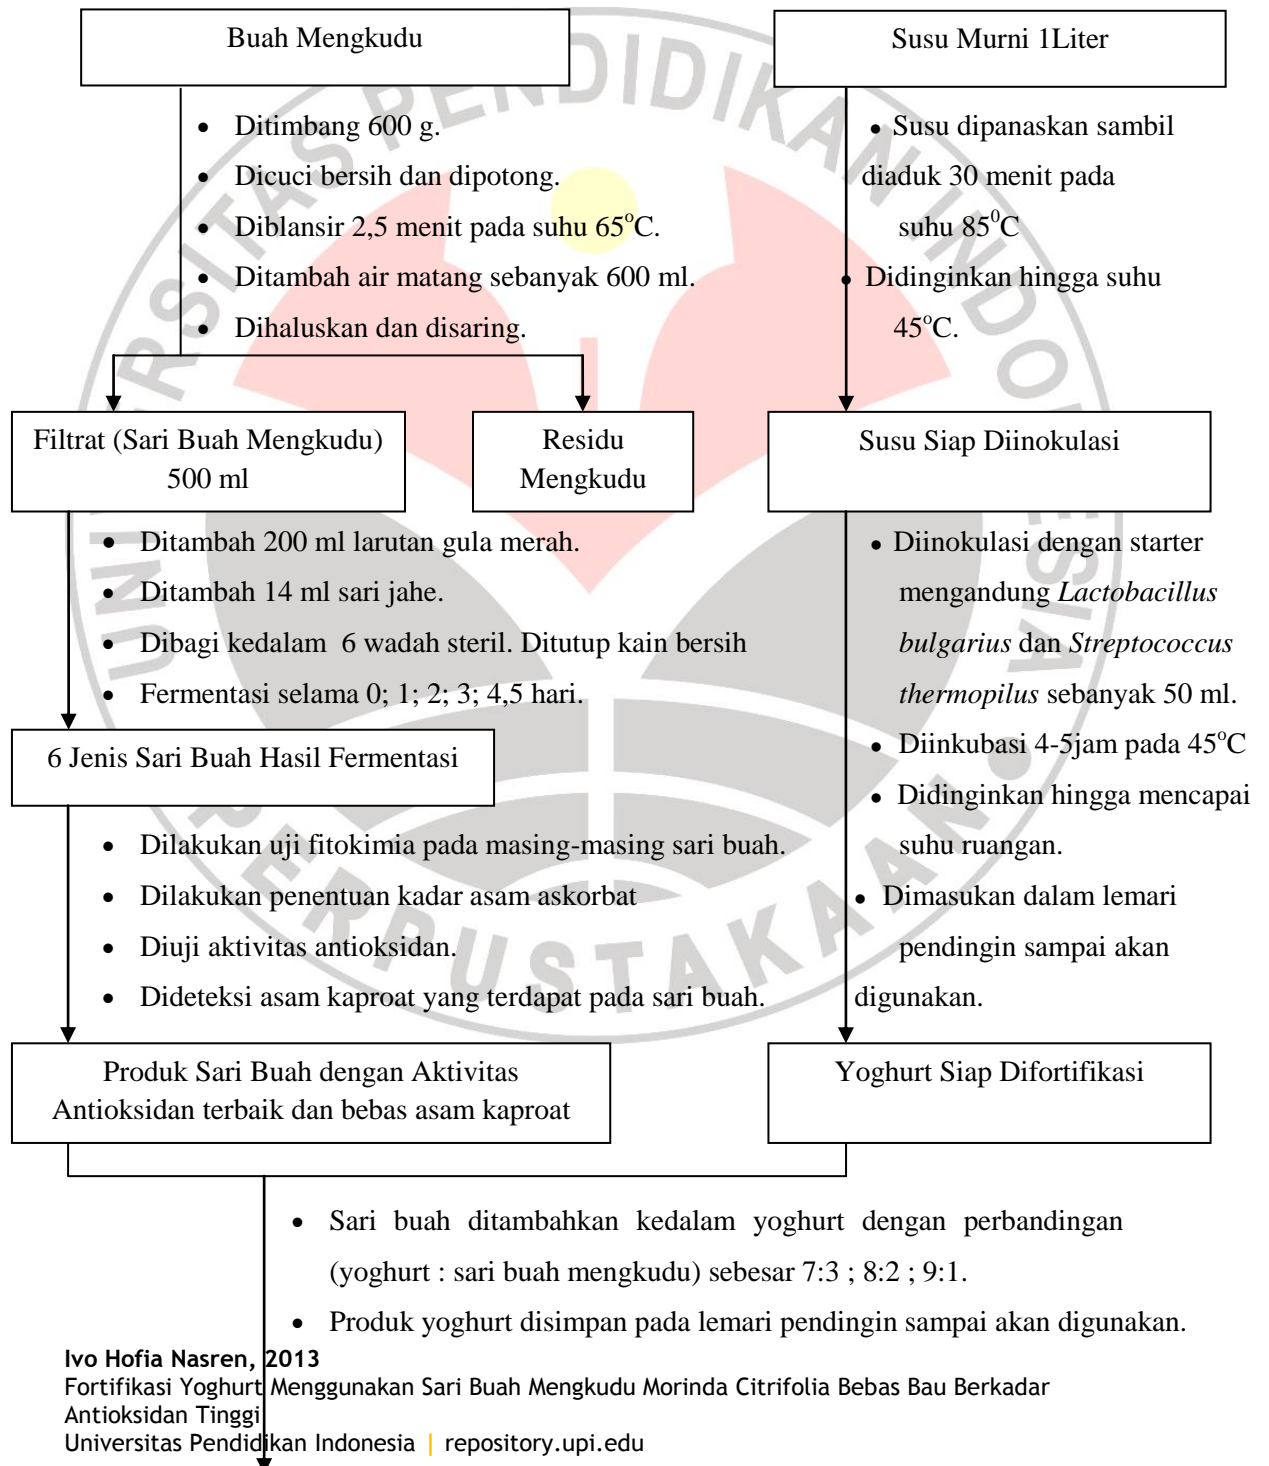 Buah Mengkudu
Susu Murni 1Liter
• Ditimbang 600 g.
• Dicuci bersih dan dipotong.
• Diblansir 2,5 menit pada suhu 65°C.
• Ditambah air matang sebanyak 600 ml.
• Dihaluskan dan disaring.
• Susu dipanaskan sambil
diaduk 30 menit pada
suhu 85⁰C
• Didinginkan hingga suhu
45°C.
Filtrat (Sari Buah Mengkudu)
500 ml
Residu
Mengkudu
Susu Siap Diinokulasi
• Ditambah 200 ml larutan gula merah.
• Ditambah 14 ml sari jahe.
• Dibagi kedalam 6 wadah steril. Ditutup kain bersih
• Fermentasi selama 0; 1; 2; 3; 4,5 hari.
• Diinokulasi dengan starter
mengandung Lactobacillus
bulgarius dan Streptococcus
thermopilus sebanyak 50 ml.
• Diinkubasi 4-5jam pada 45°C
• Didinginkan hingga mencapai
suhu ruangan.
• Dimasukan dalam lemari
pendingin sampai akan
digunakan.
6 Jenis Sari Buah Hasil Fermentasi
• Dilakukan uji fitokimia pada masing-masing sari buah.
• Dilakukan penentuan kadar asam askorbat
• Diuji aktivitas antioksidan.
• Dideteksi asam kaproat yang terdapat pada sari buah.
Produk Sari Buah dengan Aktivitas
Antioksidan terbaik dan bebas asam kaproat
Yoghurt Siap Difortifikasi
• Sari buah ditambahkan kedalam yoghurt dengan perbandingan
(yoghurt : sari buah mengkudu) sebesar 7:3 ; 8:2 ; 9:1.
• Produk yoghurt disimpan pada lemari pendingin sampai akan digunakan.
Ivo Hofia Nasren, 2013
Fortifikasi Yoghurt Menggunakan Sari Buah Mengkudu Morinda Citrifolia Bebas Bau Berkadar
Antioksidan Tinggi
Universitas Pendidikan Indonesia | repository.upi.edu
UNIVERSITAS PENDIDIKAN INDONESIA
PERPUSTAKAAN